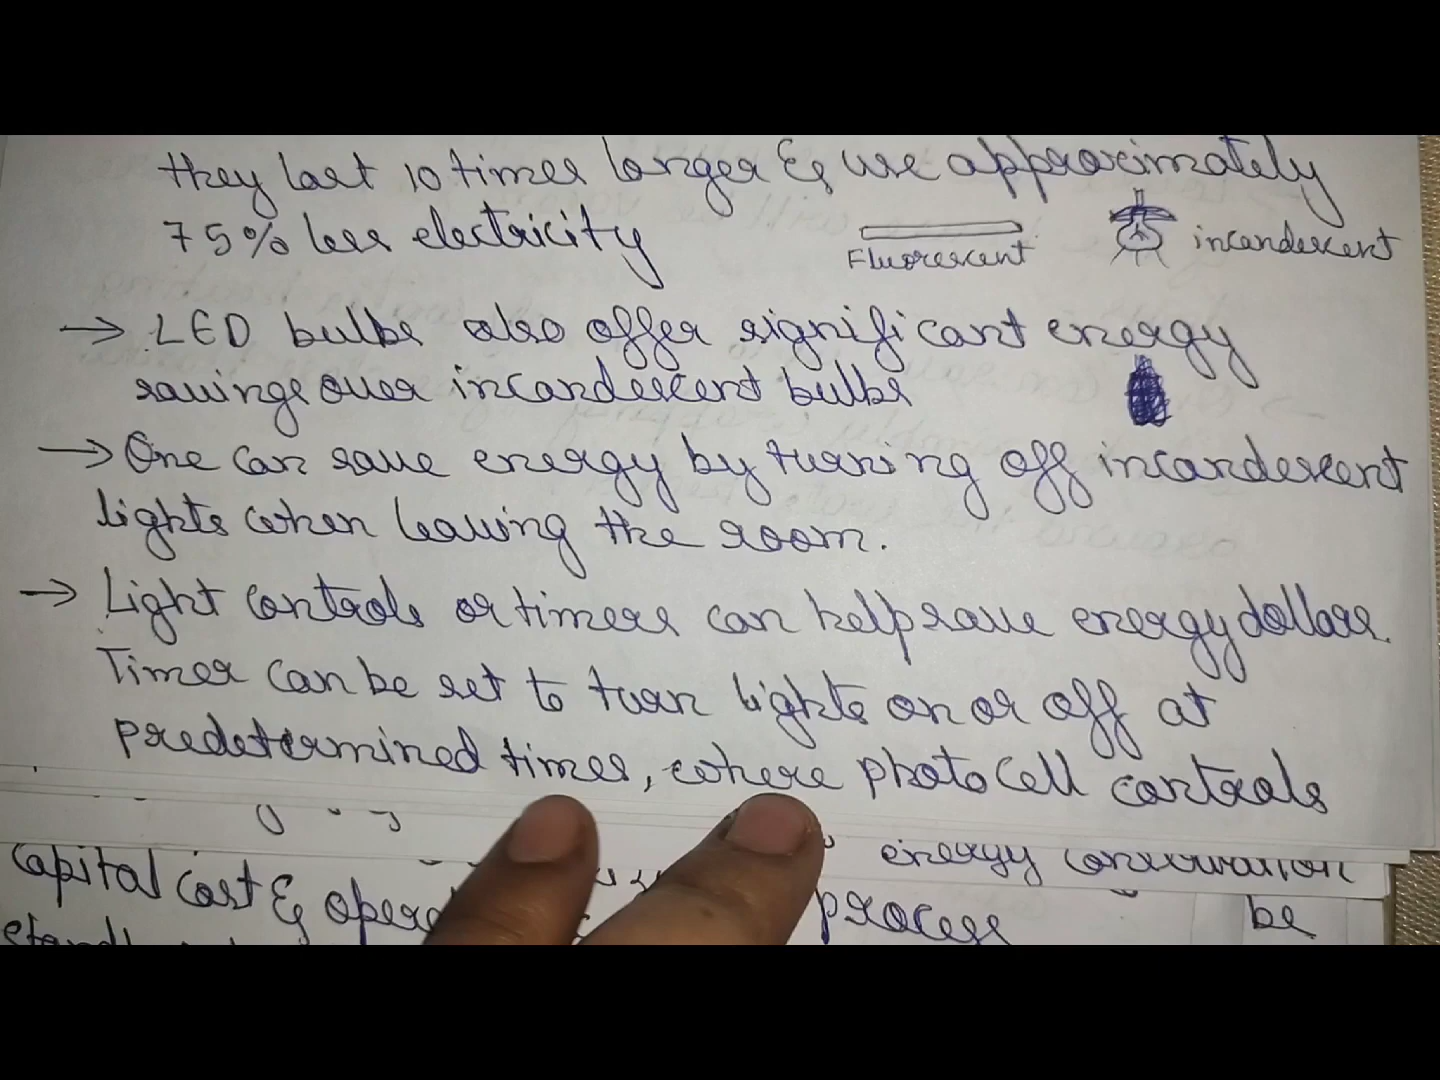 they last 10 times longer & use approximately
75% less electricity
Fluorescent
incandescent
→ LED bulbs also offer significant energy
savings over incandescent bulbs
→ One can save energy by turning off incandescent
lights when leaving the room.
→ Light controls or timers can help save energy dollars.
Timer can be set to turn lights on or off at
predetermined times, where photocell controls
energy conservation
Capital Cost &
process
be